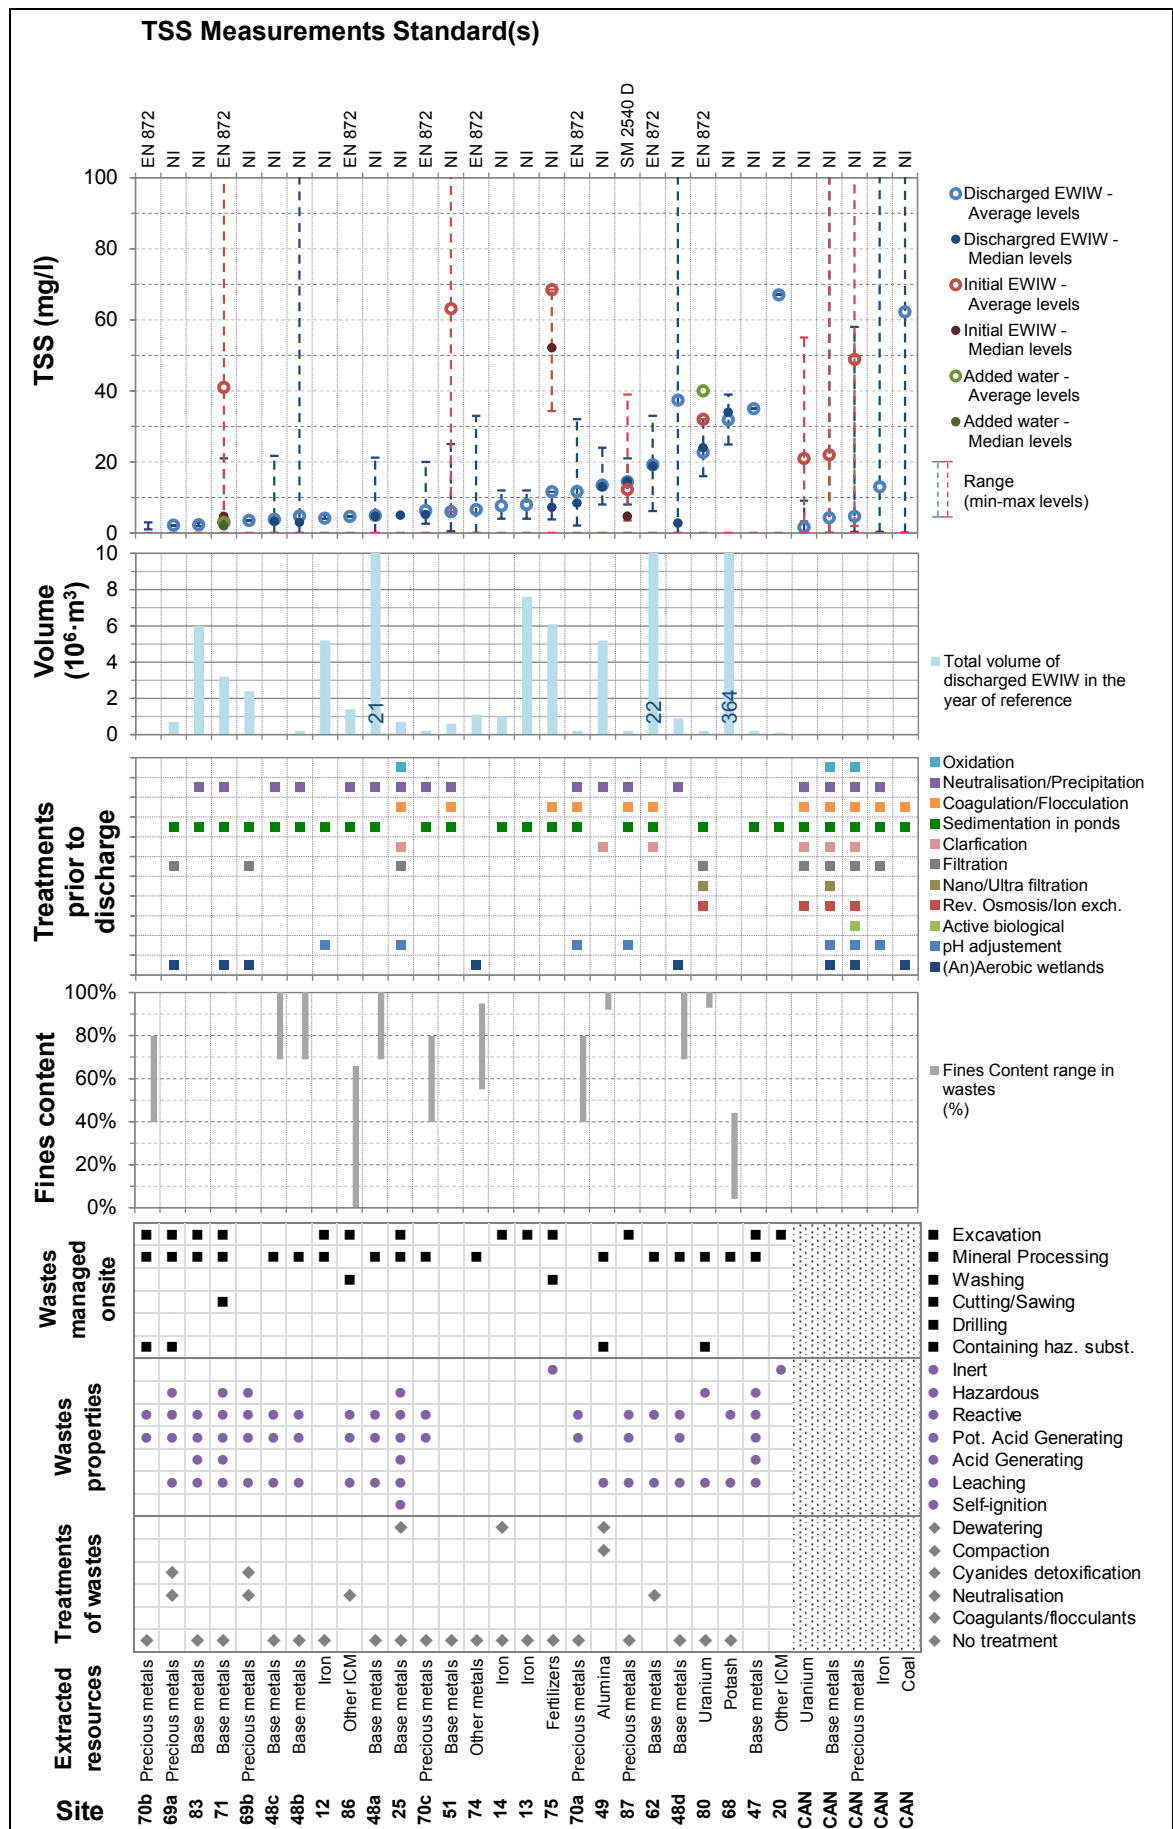 TSS Measurements Standard(s)
EN 872
NI
NI
EN 872
NI
NI
NI
NI
EN 872
NI
NI
EN 872
NI
EN 872
NI
NI
NI
EN 872
NI
SM 2540 D
EN 872
NI
EN 872
NI
NI
NI
NI
NI
NI
NI
NI
TSS (mg/l)
100
80
60
40
20
0
Discharged EWIW -
Average levels
Dischargred EWIW -
Median levels
Initial EWIW -
Average levels
Initial EWIW -
Median levels
Added water -
Average levels
Added water -
Median levels
Range
(min-max levels)
Volume
(10⁶·m³)
10
8
6
4
2
0
21
22
364
Total volume of
discharged EWIW in the
year of reference
Treatments
prior to
discharge
Oxidation
Neutralisation/Precipitation
Coagulation/Flocculation
Sedimentation in ponds
Clarfication
Filtration
Nano/Ultra filtration
Rev. Osmosis/Ion exch.
Active biological
pH adjustement
(An)Aerobic wetlands
Fines content
100%
80%
60%
40%
20%
0%
Fines Content range in
wastes
(%)
Wastes
managed
onsite
Excavation
Mineral Processing
Washing
Cutting/Sawing
Drilling
Containing haz. subst.
Wastes
properties
Inert
Hazardous
Reactive
Pot. Acid Generating
Acid Generating
Leaching
Self-ignition
Treatments
of wastes
Dewatering
Compaction
Cyanides detoxification
Neutralisation
Coagulants/flocculants
No treatment
Extracted
resources
Precious metals
Precious metals
Base metals
Base metals
Precious metals
Base metals
Base metals
Iron
Other ICM
Base metals
Base metals
Precious metals
Base metals
Other metals
Iron
Iron
Fertilizers
Precious metals
Alumina
Precious metals
Base metals
Base metals
Uranium
Potash
Base metals
Other ICM
Uranium
Base metals
Precious metals
Iron
Coal
Site
70b
69a
83
71
69b
48c
48b
12
86
48a
25
70c
51
74
14
13
75
70a
49
87
62
48d
80
68
47
20
CAN
CAN
CAN
CAN
CAN